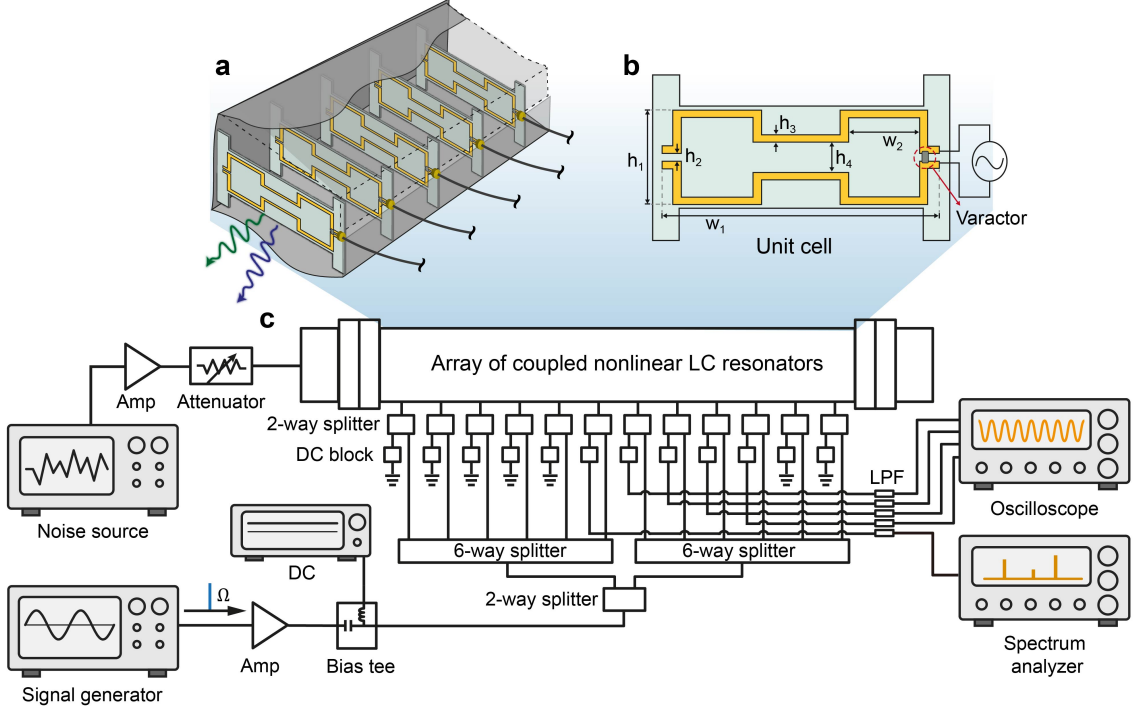 a
b
h₁
h₂
h₃
h₄
w₂
w₁
Varactor
Unit cell
c
Array of coupled nonlinear LC resonators
Amp
Attenuator
2-way splitter
DC block
LPF
Noise source
Oscilloscope
DC
6-way splitter
6-way splitter
2-way splitter
Ω
Amp
Bias tee
Signal generator
Spectrum
analyzer